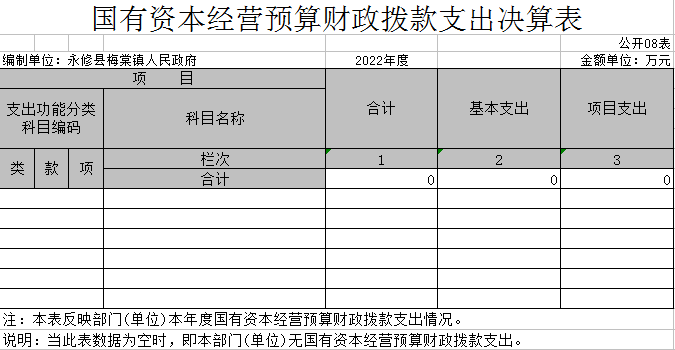 国有资本经营预算财政拨款支出决算表
公开08表
编制单位：永修县梅棠镇人民政府 2022年度 金额单位：万元
项 目 合计 基本支出 项目支出
支出功能分类科目编码 科目名称
类 款 项 栏次 1 2 3
合计 0 0 0
注：本表反映部门(单位)本年度国有资本经营预算财政拨款支出情况。
说明：当此表数据为空时，即本部门(单位)无国有资本经营预算财政拨款支出。